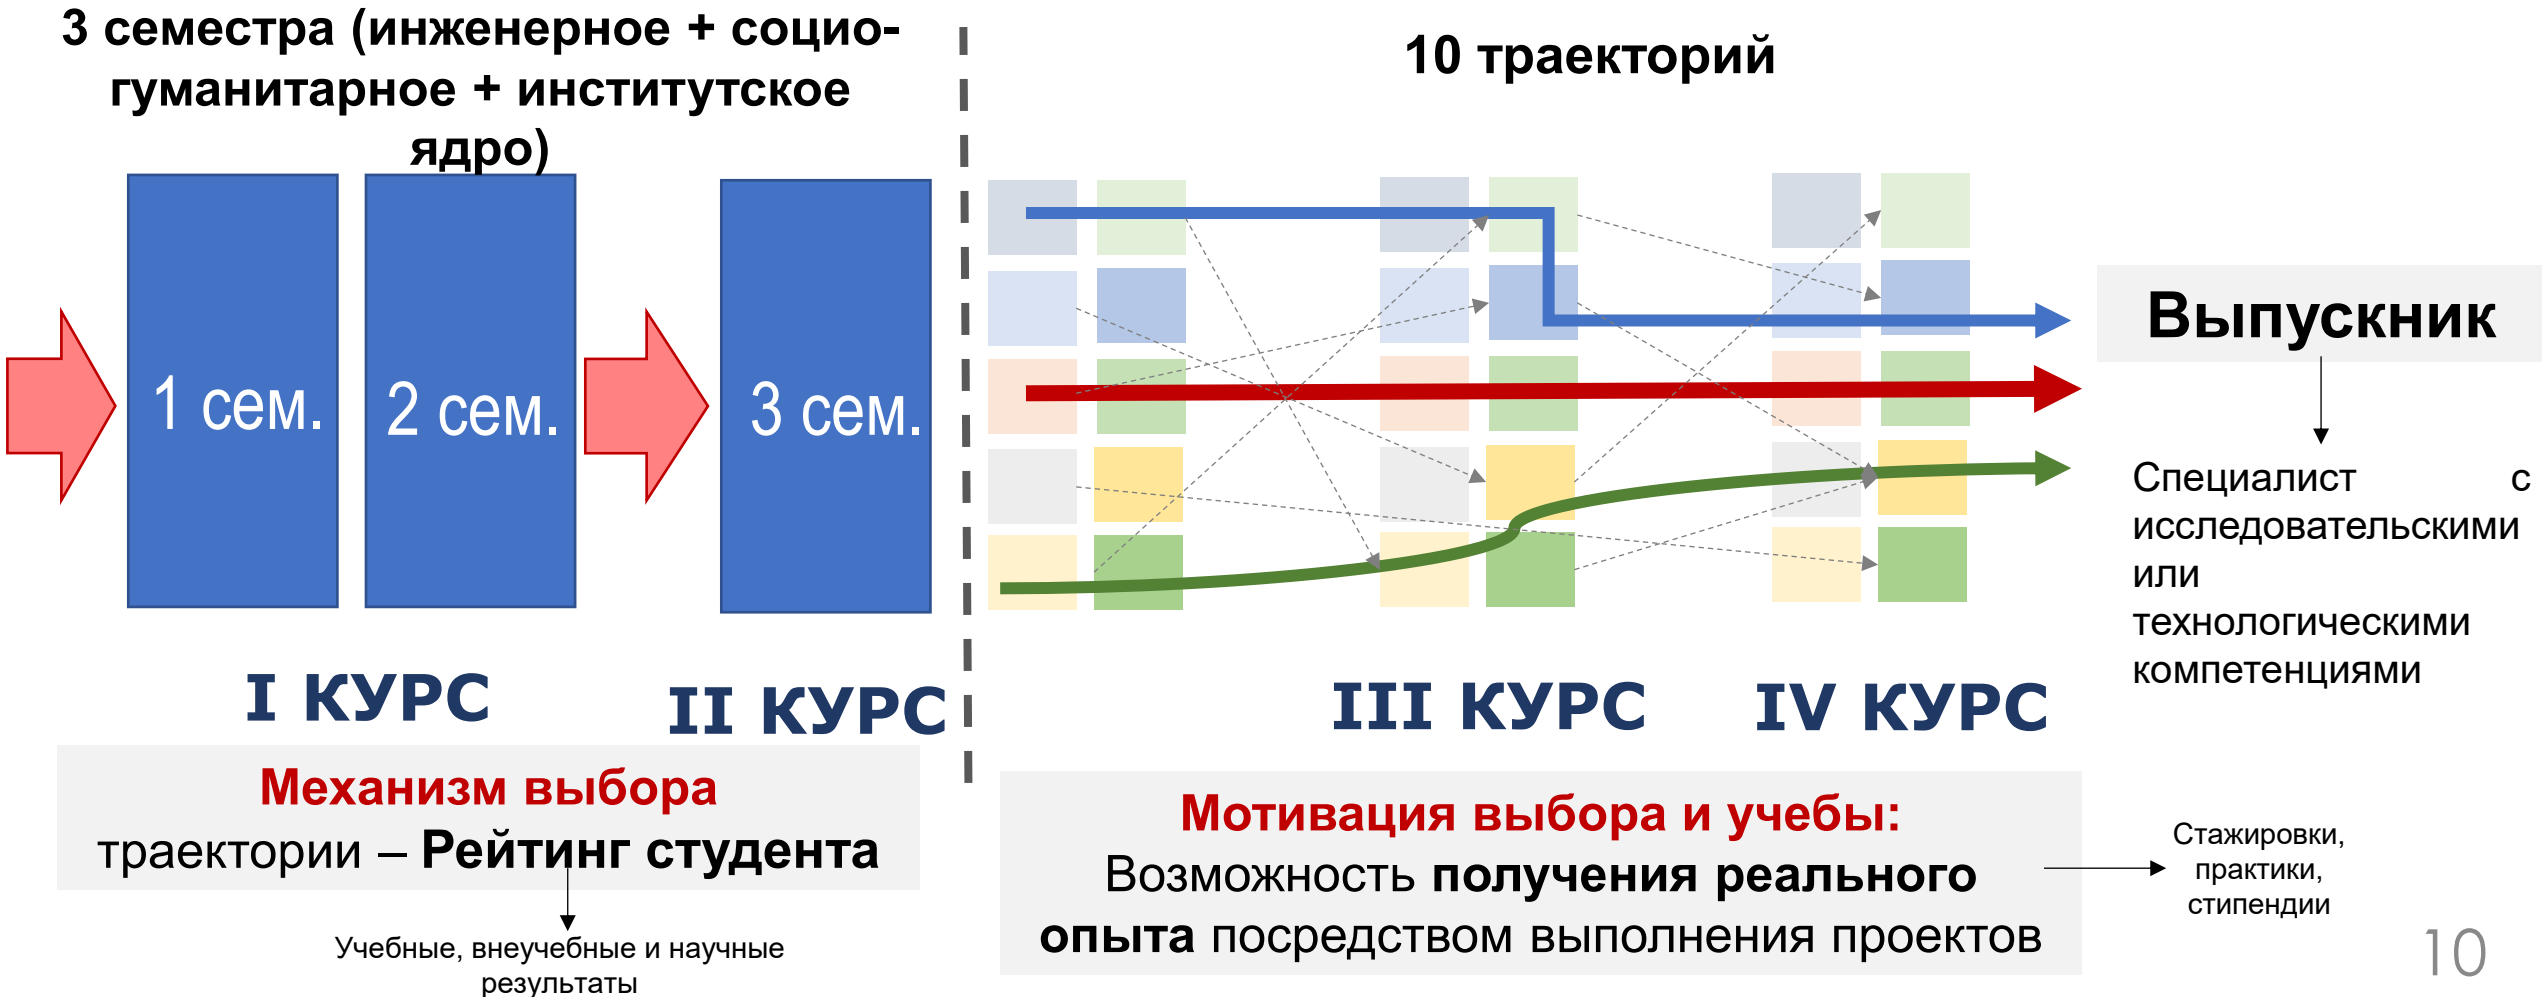 3 семестра (инженерное + социо-
гуманитарное + институтское
ядро)
10 траекторий
1 сем.
2 сем.
3 сем.
Выпускник
Специалист с
исследовательскими
или
технологическими
компетенциями
I КУРС
II КУРС
III КУРС
IV КУРС
Механизм выбора
траектории – Рейтинг студента
Учебные, внеучебные и научные
результаты
Мотивация выбора и учебы:
Возможность получения реального
опыта посредством выполнения проектов
Стажировки,
практики,
стипендии
10